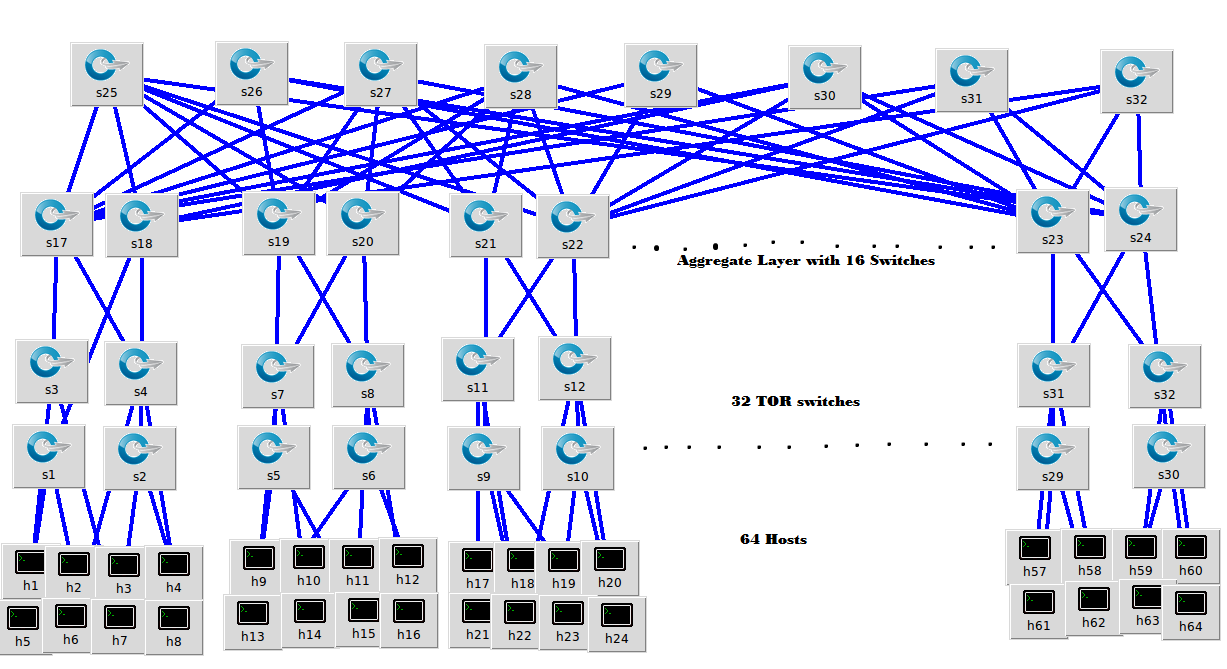 s25 s26 s27 s28 s29 s30 s31 s32
s17 s18 s19 s20 s21 s22 s23 s24
Aggregate Layer with 16 Switches
s3 s4 s7 s8 s11 s12 s31 s32
32 TOR switches
s1 s2 s5 s6 s9 s10 s29 s30
64 Hosts
h1 h2 h3 h4 h9 h10 h11 h12 h17 h18 h19 h20 h57 h58 h59 h60
h5 h6 h7 h8 h13 h14 h15 h16 h21 h22 h23 h24 h61 h62 h63 h64